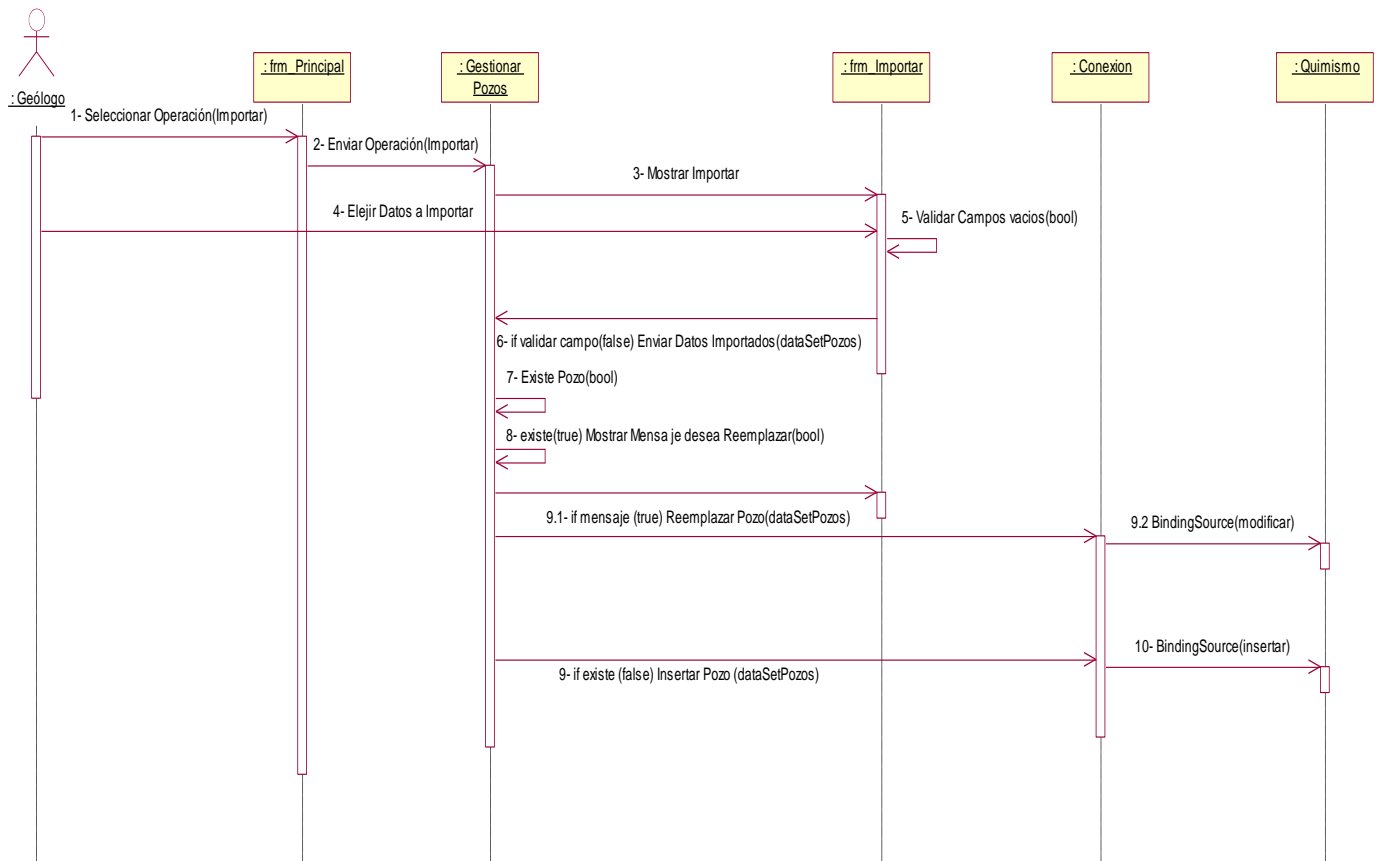 : Geólogo
: frm_Principal
: Gestionar
Pozos
: frm_Importar
: Conexion
: Quimismo
1- Seleccionar Operación(Importar)
2- Enviar Operación(Importar)
3- Mostrar Importar
4- Elejir Datos a Importar
5- Validar Campos vacios(bool)
6- if validar campo(false) Enviar Datos Importados(dataSetPozos)
7- Existe Pozo(bool)
8- existe(true) Mostrar Mensa je desea Reemplazar(bool)
9.1- if mensaje (true) Reemplazar Pozo(dataSetPozos)
9.2 BindingSource(modificar)
10- BindingSource(insertar)
9- if existe (false) Insertar Pozo (dataSetPozos)